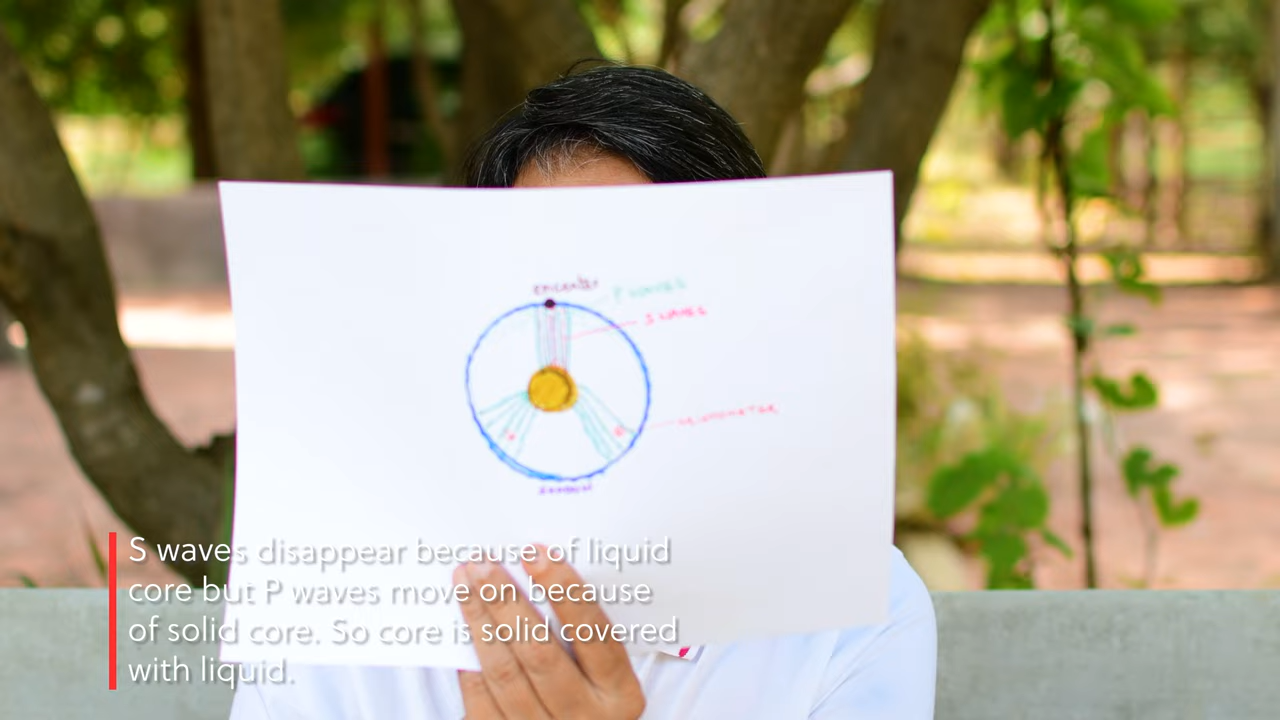 epicenter
P WAVES
S WAVES
S waves disappear because of liquid
core but P waves move on because
of solid core. So core is solid covered
with liquid.